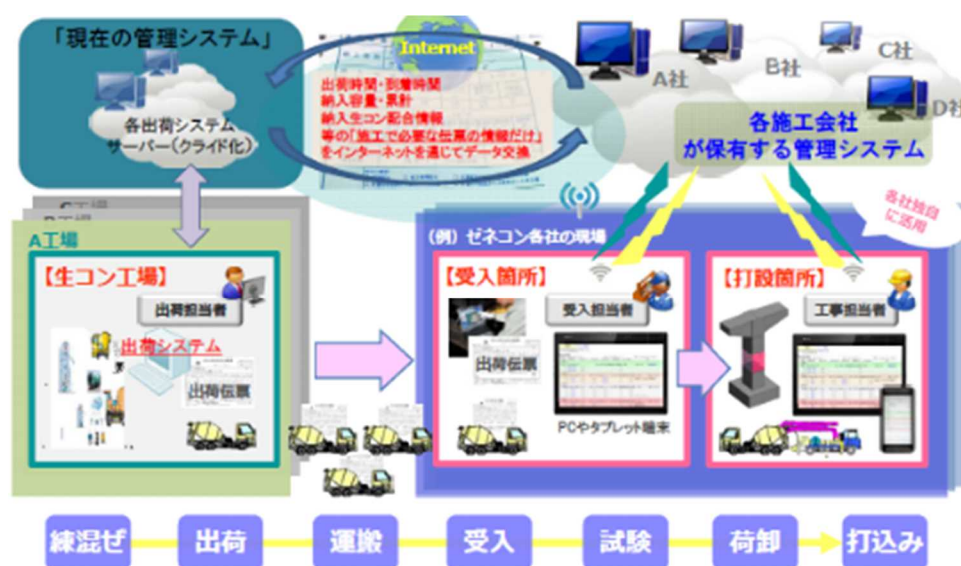 「現在の管理システム」
各出荷システム
サーバー(クライド化)
Internet
出荷時間・到着時間
納入容量・累計
納入生コン配合情報
等の「施工で必要な伝票の情報だけ」
をインターネットを通じてデータ交換
A社
B社
C社
D社
各施工会社
が保有する管理システム
各社独自
に活用
C工場
A工場
【生コン工場】
出荷担当者
出荷システム
出荷伝票
(例)ゼネコン各社の現場
【受入箇所】
受入担当者
出荷伝票
PCやタブレット端末
【打設箇所】
工事担当者
練混ぜ
出荷
運搬
受入
試験
荷卸
打込み